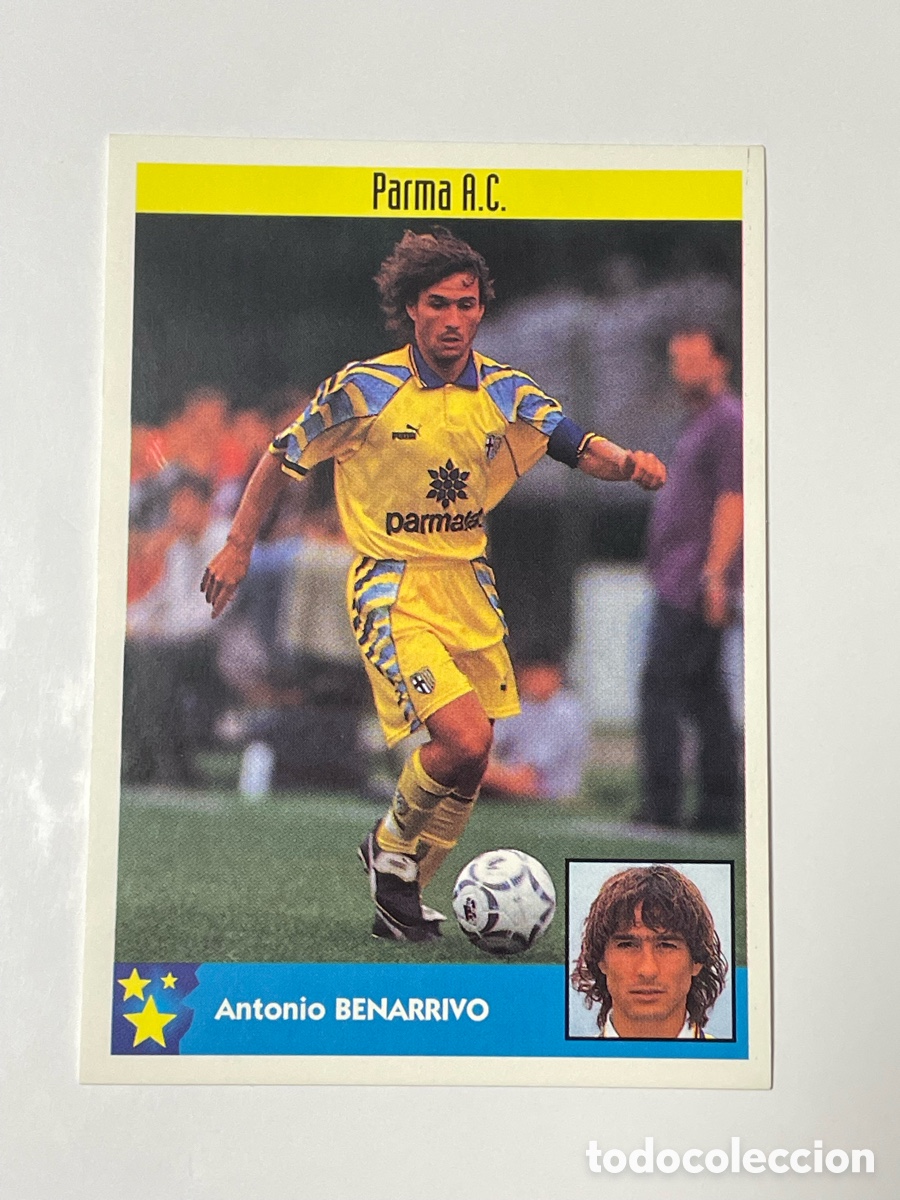 Parma A.C.
PUMA
parmalat
Antonio BENARRIVO
todocoleccion